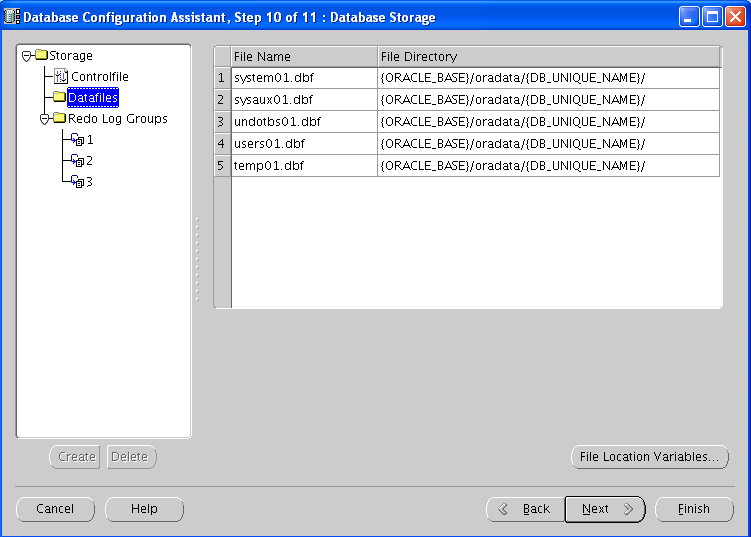 Database Configuration Assistant, Step 10 of 11 : Database Storage
Storage
Controlfile
Datafiles
Redo Log Groups
1
2
3
File Name File Directory
1 system01.dbf {ORACLE_BASE}/oradata/{DB_UNIQUE_NAME}/
2 sysaux01.dbf {ORACLE_BASE}/oradata/{DB_UNIQUE_NAME}/
3 undotbs01.dbf {ORACLE_BASE}/oradata/{DB_UNIQUE_NAME}/
4 users01.dbf {ORACLE_BASE}/oradata/{DB_UNIQUE_NAME}/
5 temp01.dbf {ORACLE_BASE}/oradata/{DB_UNIQUE_NAME}/
Create Delete File Location Variables...
Cancel Help Back Next Finish